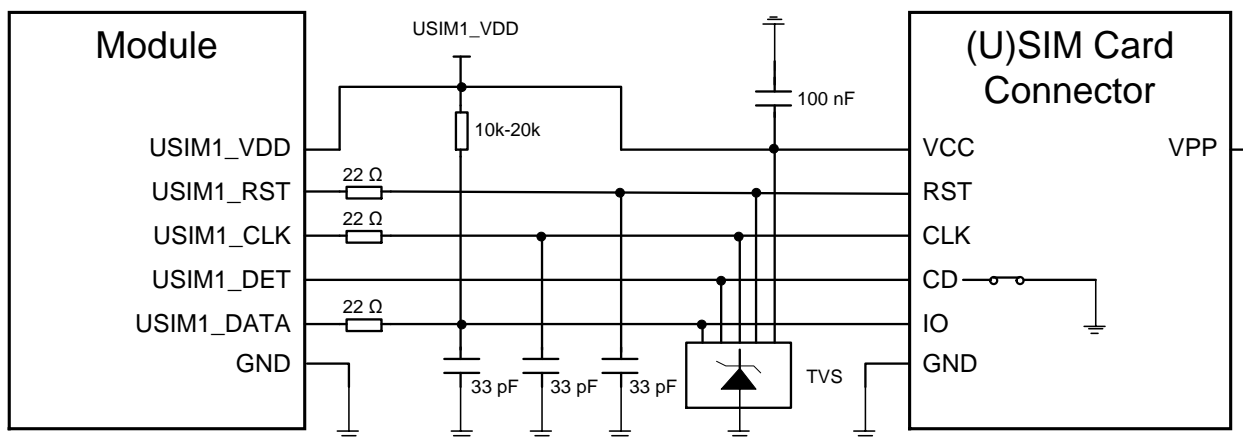 Module
USIM1_VDD
USIM1_RST
USIM1_CLK
USIM1_DET
USIM1_DATA
GND
22 Ω
22 Ω
22 Ω
USIM1_VDD
10k-20k
100 nF
33 pF
33 pF
33 pF
TVS
(U)SIM Card
Connector
VCC
RST
CLK
CD
IO
GND
VPP